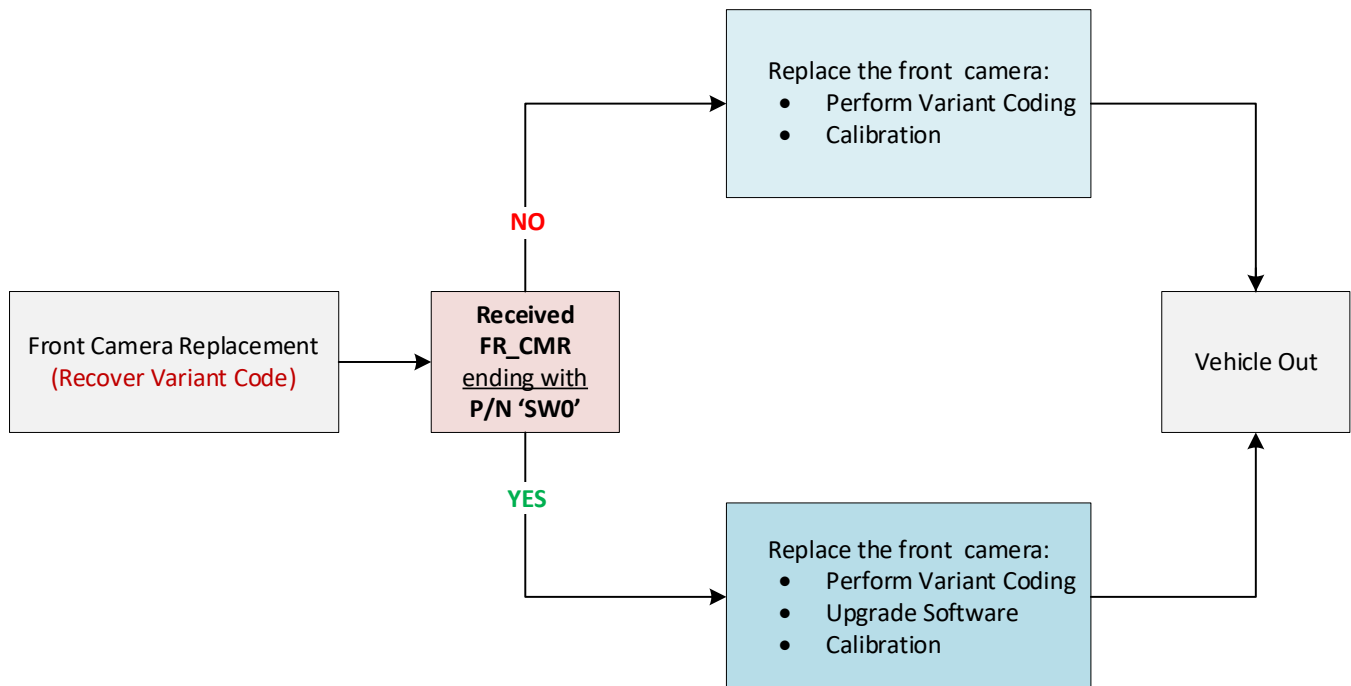 Replace the front  camera:
• Perform Variant Coding
• Calibration
NO
Front Camera Replacement
(Recover Variant Code)
Received
FR_CMR
ending with
P/N ‘SW0’
Vehicle Out
YES
Replace the front  camera:
• Perform Variant Coding
• Upgrade Software
• Calibration